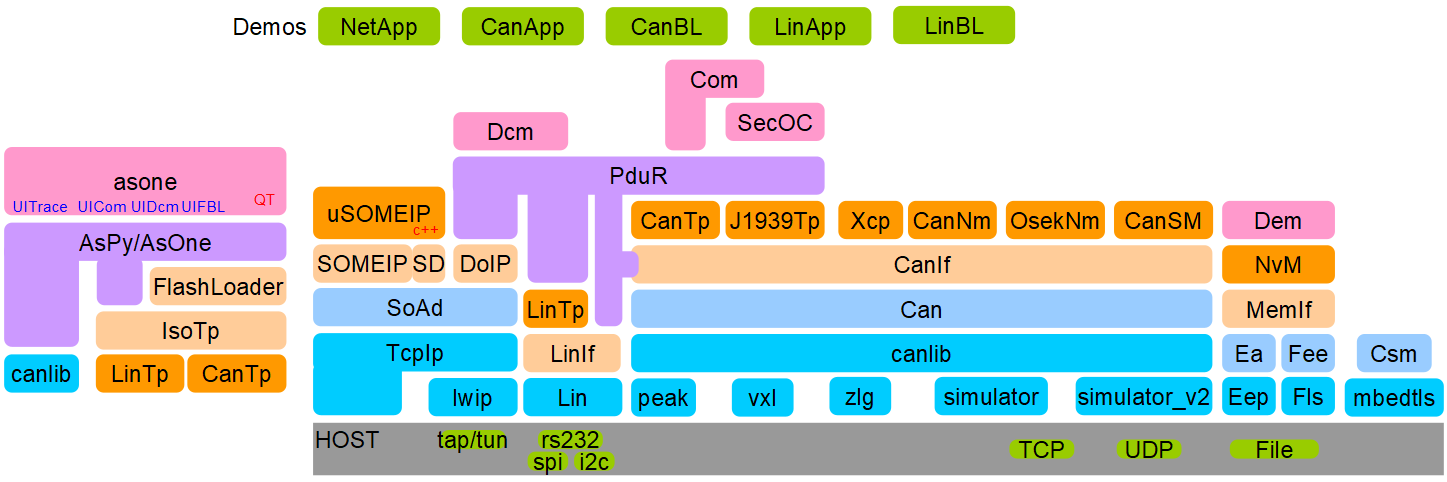 Demos NetApp CanApp CanBL LinApp LinBL
Com
SecOC
Dcm
PduR
asone
UITrace UICom UIDcm UIFBL QT
AsPy/AsOne
FlashLoader
IsoTp
canlib LinTp CanTp
uSOMEIP
c++
SOMEIP SD DoIP
SoAd
TcpIp
lwip
LinTp
LinIf
Lin
CanTp J1939Tp Xcp CanNm OsekNm CanSM
CanIf
Can
canlib
peak vxl zlg simulator simulator_v2
Dem
NvM
MemIf
Ea Fee Csm
Eep Fls mbedtls
HOST tap/tun rs232
spi i2c
TCP UDP File